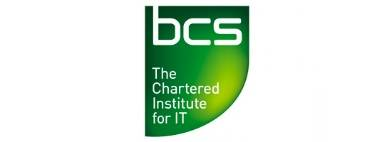 bcs
The
Chartered
Institute
for IT